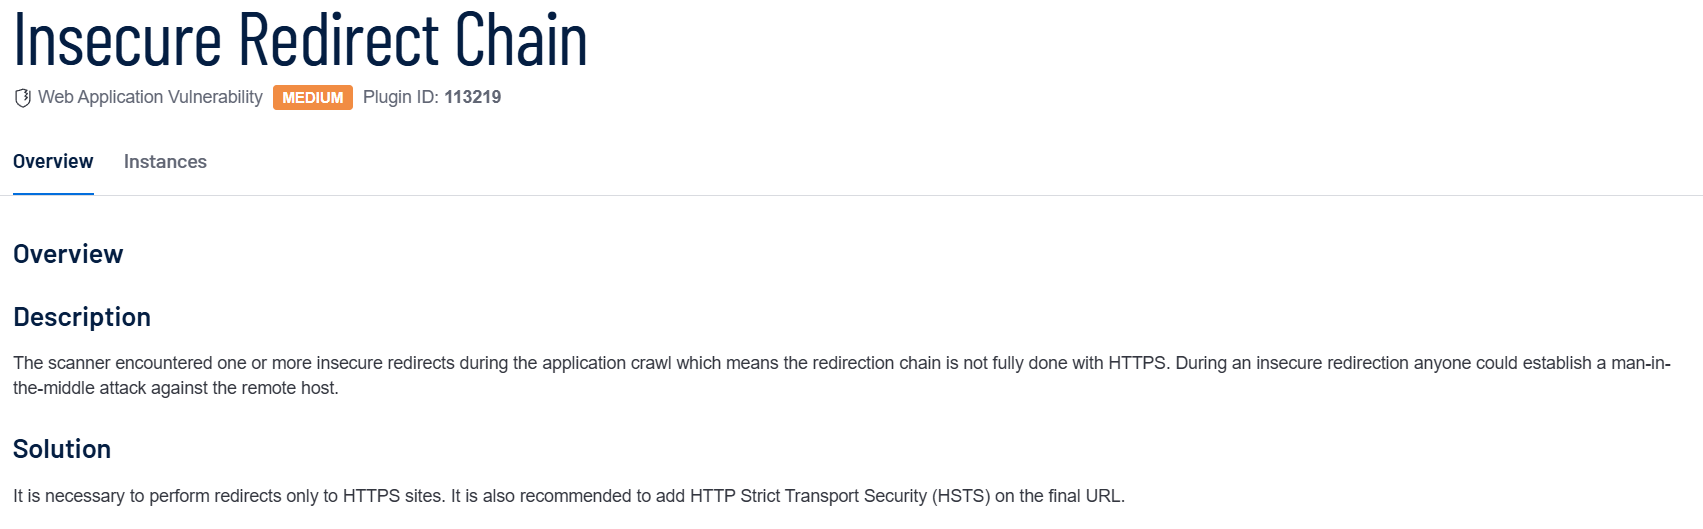 Insecure Redirect Chain
Web Application Vulnerability MEDIUM Plugin ID: 113219
Overview Instances
Overview
Description
The scanner encountered one or more insecure redirects during the application crawl which means the redirection chain is not fully done with HTTPS. During an insecure redirection anyone could establish a man-in-
the-middle attack against the remote host.
Solution
It is necessary to perform redirects only to HTTPS sites. It is also recommended to add HTTP Strict Transport Security (HSTS) on the final URL.